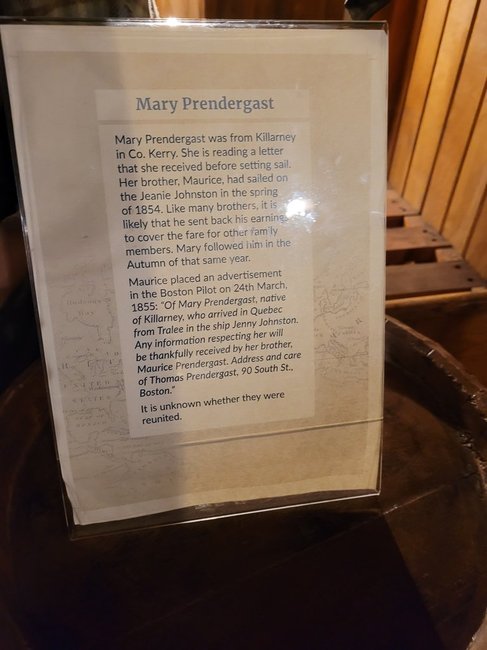 Mary Prendergast
Mary Prendergast was from Killarney
in Co. Kerry. She is reading a letter
that she received before setting sail.
Her brother, Maurice, had sailed on
the Jeanie Johnston in the spring
of 1854. Like many brothers, it is
likely that he sent back his earnings
to cover the fare for other family
members. Mary followed him in the
Autumn of that same year.
Maurice placed an advertisement
in the Boston Pilot on 24th March,
1855; "Of Mary Prendergast, native
of Killarney, who arrived in Quebec
from Tralee in the ship Jenny Johnston.
Any information respecting her will
be thankfully received by her brother,
Maurice Prendergast. Address and care
of Thomas Prendergast, 90 South St.,
Boston."
It is unknown whether they were
reunited.